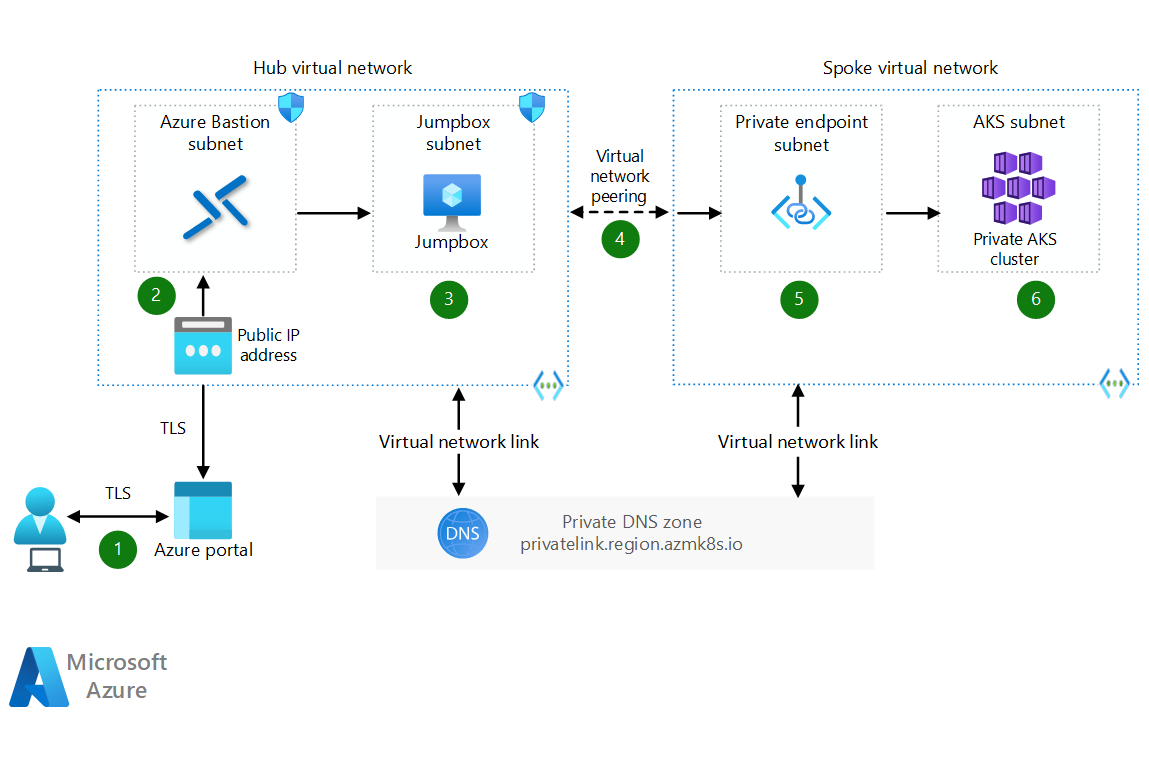 Hub virtual network
Spoke virtual network
Azure Bastion
subnet
Jumpbox
subnet
Jumpbox
Virtual
network
peering
Private endpoint
subnet
AKS subnet
Private AKS
cluster
2
3
4
5
6
Public IP
address
TLS
Virtual network link
Virtual network link
TLS
1
Azure portal
DNS
Private DNS zone
privatelink.region.azmk8s.io
Microsoft
Azure